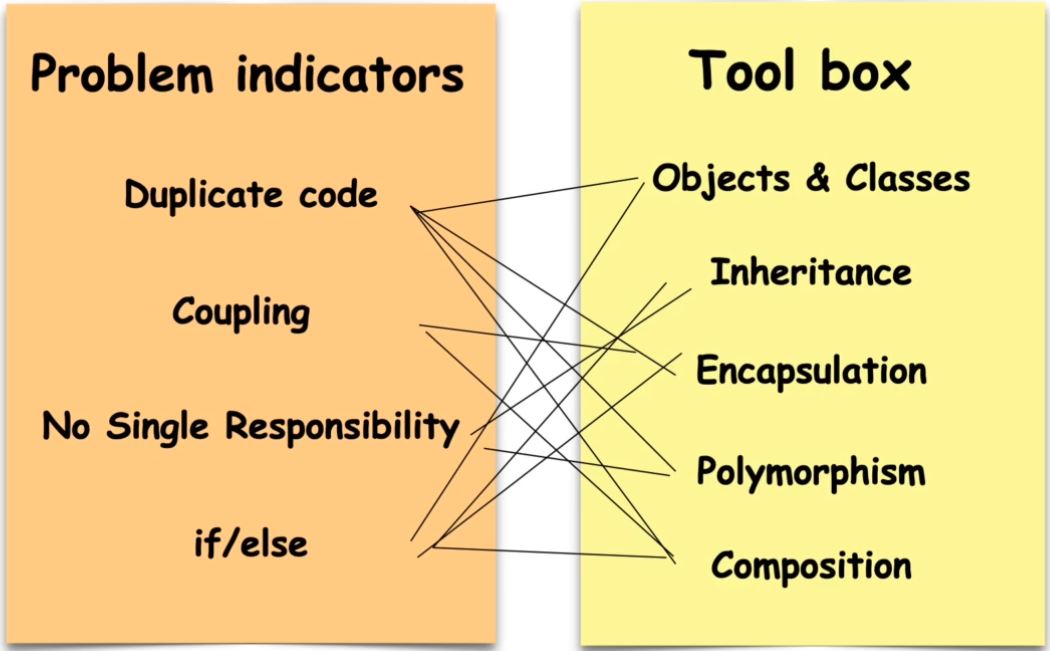 Problem indicators
Duplicate code
Coupling
No Single Responsibility
if/else
Tool box
Objects & Classes
Inheritance
Encapsulation
Polymorphism
Composition